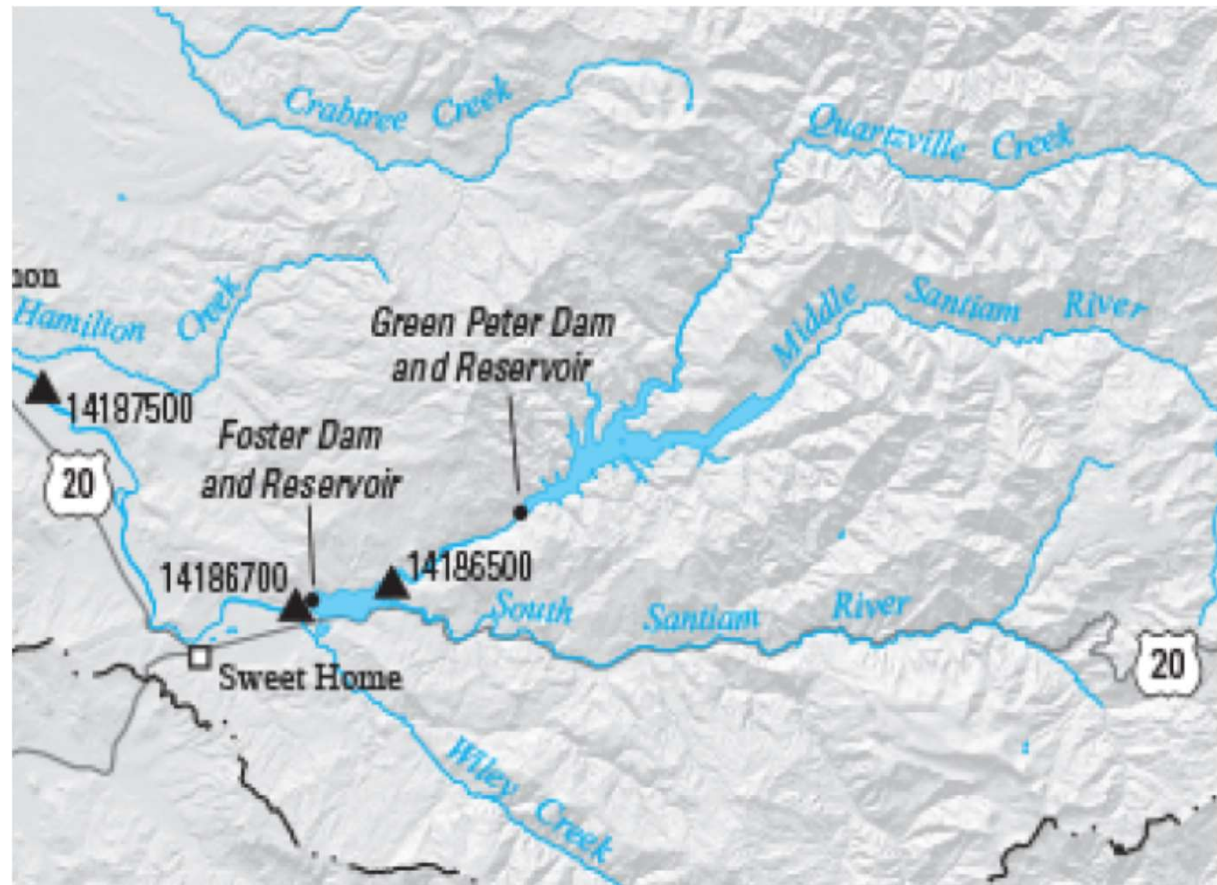 Crabtree Creek
Quartzville Creek
non
Hamilton Creek
Green Peter Dam
and Reservoir
Middle Santiam River
14187500
Foster Dam
and Reservoir
20
14186700
14186500
South Santiam River
20
Sweet Home
Wiley Creek